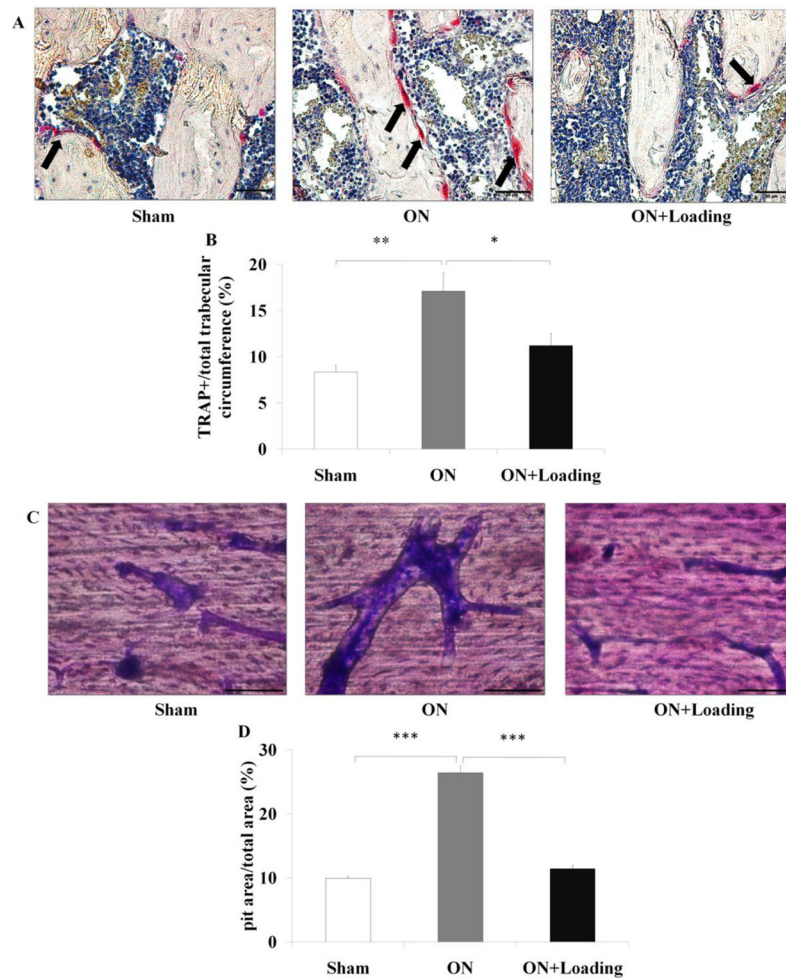 A
Sham
ON
ON+Loading
B
**
*
TRAP+/total trabecular
circumference (%)
20
15
10
5
0
Sham
ON
ON+Loading
C
Sham
ON
ON+Loading
D
***
***
pit area/total area (%)
30
20
10
0
Sham
ON
ON+Loading